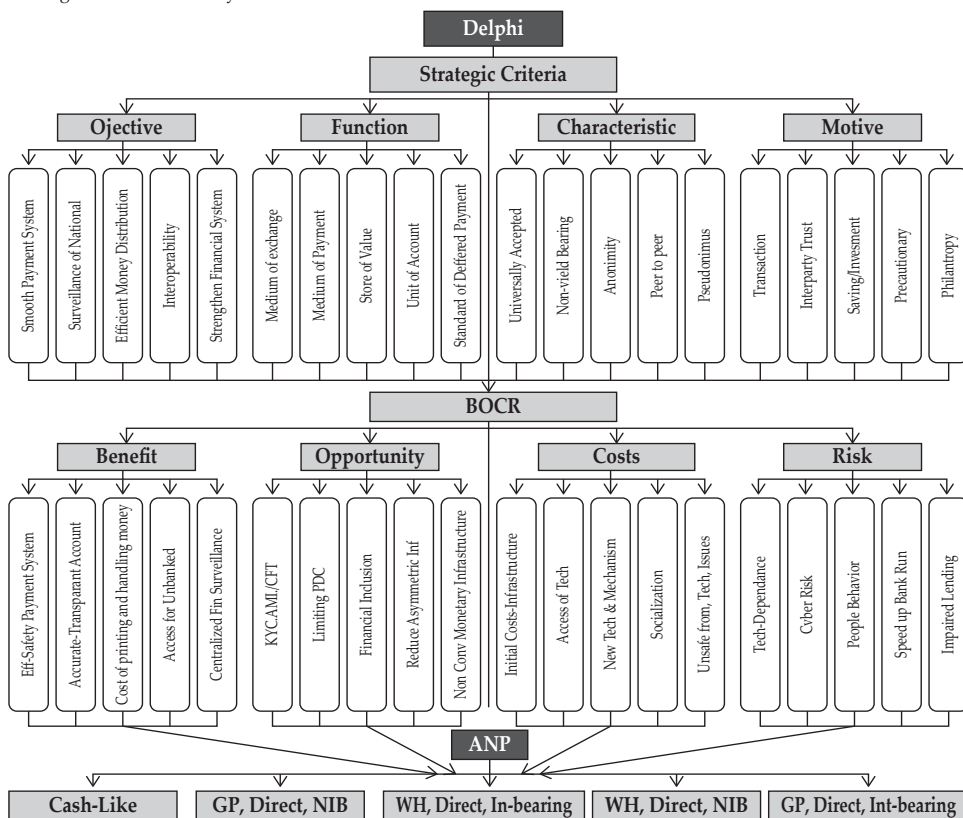 Delphi
Strategic Criteria
Ojective
Function
Characteristic
Motive
Smooth Payment System
Surveillance of National
Efficient Money Distribution
Interoperability
Strengthen Financial System
Medium of exchange
Medium of Payment
Store of Value
Unit of Account
Standard of Deffered Payment
Universally Accepted
Non-vield Bearing
Anonimity
Peer to peer
Pseudonimus
Transaction
Interparty Trust
Saving/Invesment
Precautionary
Philantropy
BOCR
Benefit
Opportunity
Costs
Risk
Eff-Safety Payment System
Accurate-Transparant Account
Cost of printing and handling money
Access for Unbanked
Centralized Fin Surveillance
KYC.AMI./CFT
Limiting PDC
Financial Inclusion
Reduce Asymmetric Inf
Non Conv Monetary Infrastructure
Initial Costs-Infrastructure
Access of Tech
New Tech & Mechanism
Socialization
Unsafe from, Tech, Issues
Tech-Dependance
Cvber Risk
People Behavior
Speed up Bank Run
Impaired Lending
ANP
Cash-Like
GP, Direct, NIB
WH, Direct, In-bearing
WH, Direct, NIB
GP, Direct, Int-bearing